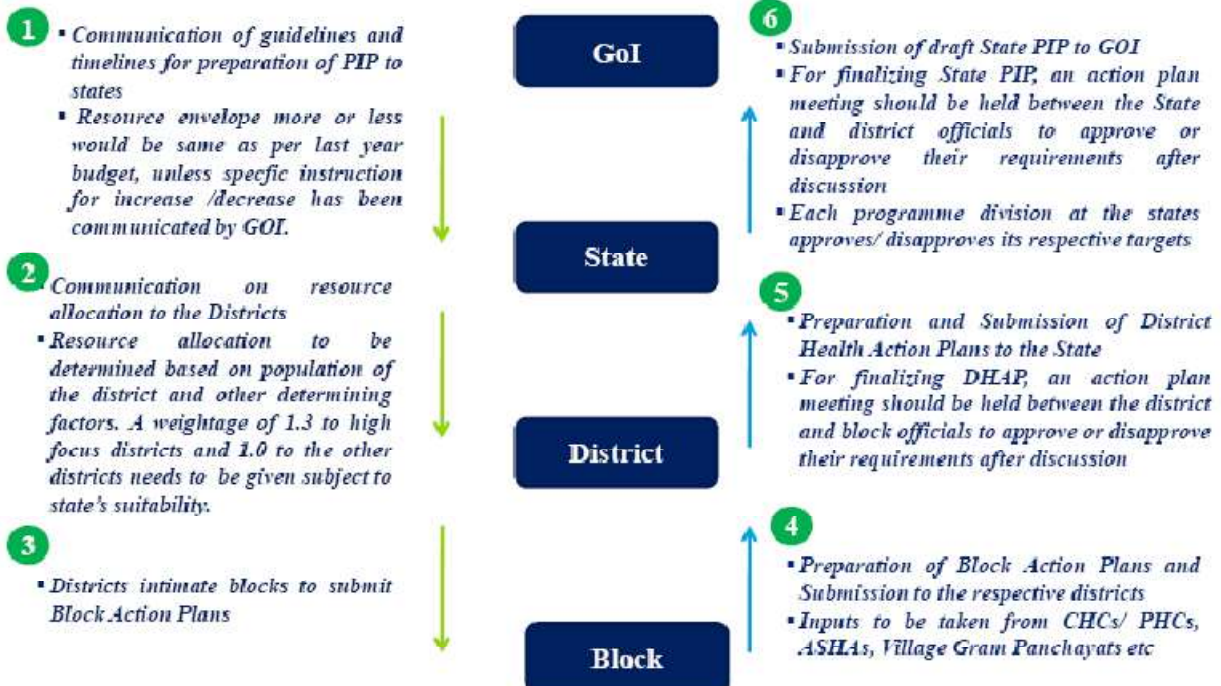 1
▪ Communication of guidelines and
timelines for preparation of PIP to
states
▪ Resource envelope more or less
would be same as per last year
budget, unless specfic instruction
for increase /decrease has been
communicated by GOI.
2
Communication on resource
allocation to the Districts
▪ Resource allocation to be
determined based on population of
the district and other determining
factors. A weightage of 1.3 to high
focus districts and 1.0 to the other
districts needs to be given subject to
state's suitability.
3
▪ Districts intimate blocks to submit
Block Action Plans
GoI
State
District
Block
6
▪ Submission of draft State PIP to GOI
▪ For finalizing State PIP, an action plan
meeting should be held between the State
and district officials to approve or
disapprove their requirements after
discussion
▪ Each programme division at the states
approves/ disapproves its respective targets
5
▪ Preparation and Submission of District
Health Action Plans to the State
▪ For finalizing DHAP, an action plan
meeting should be held between the district
and block officials to approve or disapprove
their requirements after discussion
4
▪ Preparation of Block Action Plans and
Submission to the respective districts
▪ Inputs to be taken from CHCs/ PHCs,
ASHAs, Village Gram Panchayats etc